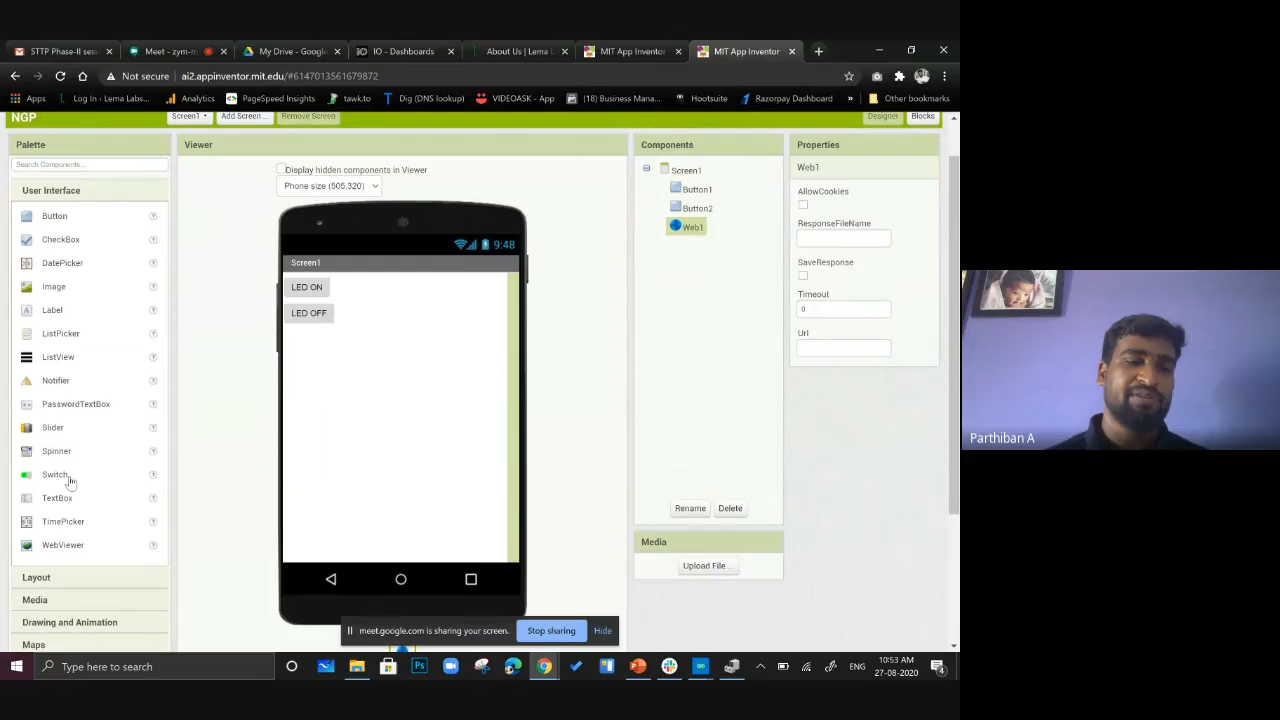 STTP Phase-II sess
Meet - zym-m
My Drive - Google
IO - Dashboards
About Us | Lema L
MIT App Inventor
MIT App Inventor
Not secure
ai2.appinventor.mit.edu/#6147013561679872
Apps
Log In ‹ Lema Labs...
Analytics
PageSpeed Insights
tawk.to
Dig (DNS lookup)
VIDEOASK - App
(18) Business Mana...
Hootsuite
Razorpay Dashboard
Other bookmarks
NGP
Screen1
Add Screen ...
Remove Screen
Designer
Blocks
Palette
Search Components...
User Interface
Button
CheckBox
DatePicker
Image
Label
ListPicker
ListView
Notifier
PasswordTextBox
Slider
Spinner
Switch
TextBox
TimePicker
WebViewer
Layout
Media
Drawing and Animation
Maps
Viewer
Display hidden components in Viewer
Phone size (505,320)
9:48
Screen1
LED ON
LED OFF
Components
Screen1
Button1
Button2
Web1
Rename
Delete
Media
Upload File ...
Properties
Web1
AllowCookies
ResponseFileName
SaveResponse
Timeout
0
Url
meet.google.com is sharing your screen.
Stop sharing
Hide
Type here to search
ENG
10:53 AM
27-08-2020
4
Parthiban A